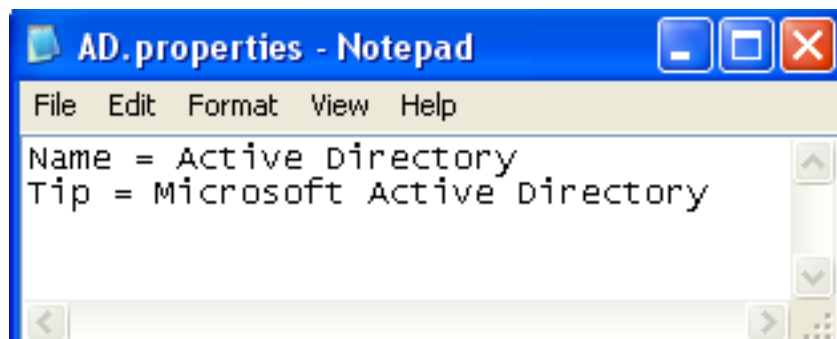 AD.properties - Notepad
File Edit Format View Help
Name = Active Directory
Tip = Microsoft Active Directory